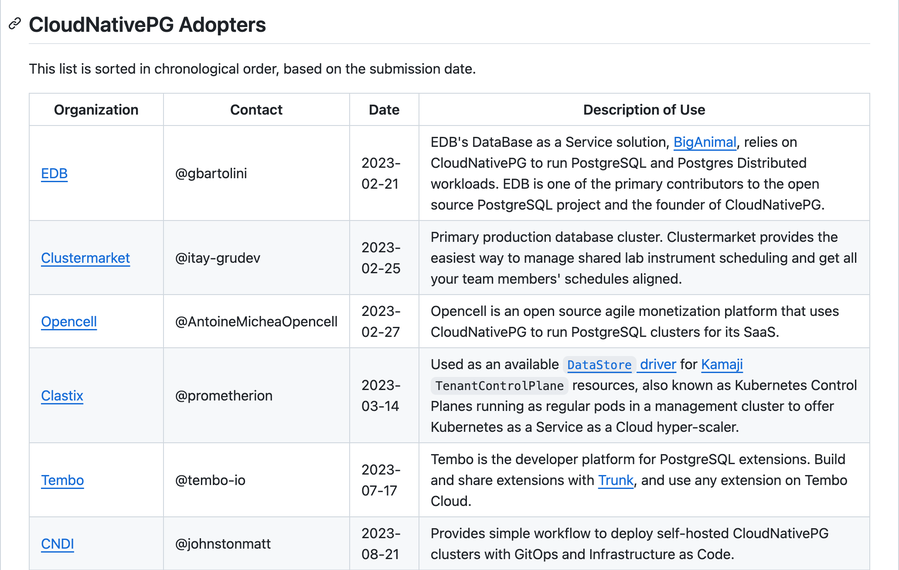 CloudNativePG Adopters
This list is sorted in chronological order, based on the submission date.
Organization Contact Date Description of Use
EDB @gbartolini 2023-
02-21 EDB's DataBase as a Service solution, BigAnimal, relies on
CloudNativePG to run PostgreSQL and Postgres Distributed
workloads. EDB is one of the primary contributors to the open
source PostgreSQL project and the founder of CloudNativePG.
Clustermarket @itay-grudev 2023-
02-25 Primary production database cluster. Clustermarket provides the
easiest way to manage shared lab instrument scheduling and get all
your team members' schedules aligned.
Opencell @AntoineMicheaOpencell 2023-
02-27 Opencell is an open source agile monetization platform that uses
CloudNativePG to run PostgreSQL clusters for its SaaS.
Clastix @prometherion 2023-
03-14 Used as an available DataStore driver for Kamaji
TenantControlPlane resources, also known as Kubernetes Control
Planes running as regular pods in a management cluster to offer
Kubernetes as a Service as a Cloud hyper-scaler.
Tembo @tembo-io 2023-
07-17 Tembo is the developer platform for PostgreSQL extensions. Build
and share extensions with Trunk, and use any extension on Tembo
Cloud.
CNDI @johnstonmatt 2023-
08-21 Provides simple workflow to deploy self-hosted CloudNativePG
clusters with GitOps and Infrastructure as Code.